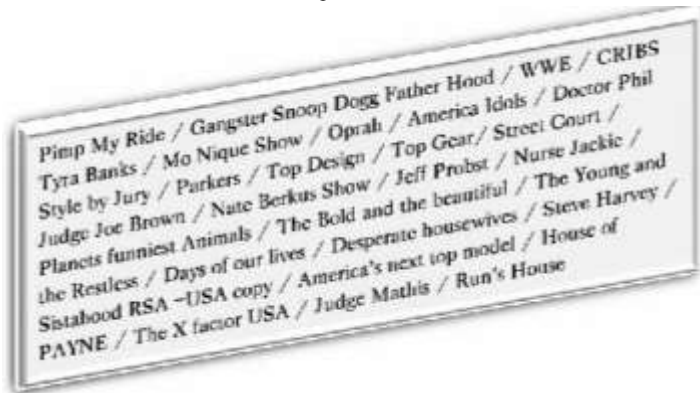 Pimp My Ride / Gangster Snoop Dogg Father Hood / WWE / CRIBS
Tyra Banks / Mo Nique Show / Oprah / America Idols / Doctor Phil
Style by Jury / Parkers / Top Design / Top Gear/ Street Court /
Judge Joe Brown / Nate Berkus Show / Jeff Probst / Nurse Jackie /
Planets funniest Animals / The Bold and the beautiful / The Young and
the Restless / Days of our lives / Desperate housewives / Steve Harvey /
Sistahood RSA –USA copy / America's next top model / House of
PAYNE / The X factor USA / Judge Mathis / Run's House